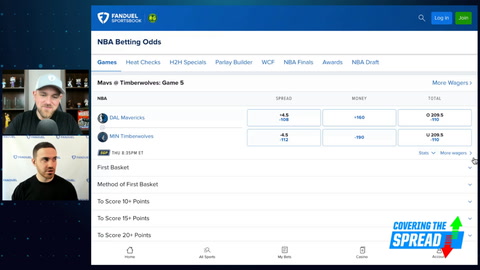 FANDUEL
SPORTSBOOK
Log in
Join
NBA Betting Odds
Games
Heat Checks
H2H Specials
Parlay Builder
WCF
NBA Finals
Awards
NBA Draft
Mavs @ Timberwolves: Game 5
More Wagers
NBA
SPREAD
MONEY
TOTAL
DAL Mavericks
+4.5
-108
+160
O 209.5
-110
@
MIN Timberwolves
-4.5
-112
-190
U 209.5
-110
SGP
THU 8:35PM ET
Stats
More wagers
First Basket
Method of First Basket
To Score 10+ Points
To Score 15+ Points
To Score 20+ Points
COVERING THE
SPREAD
Home
All Sports
My Bets
Casino